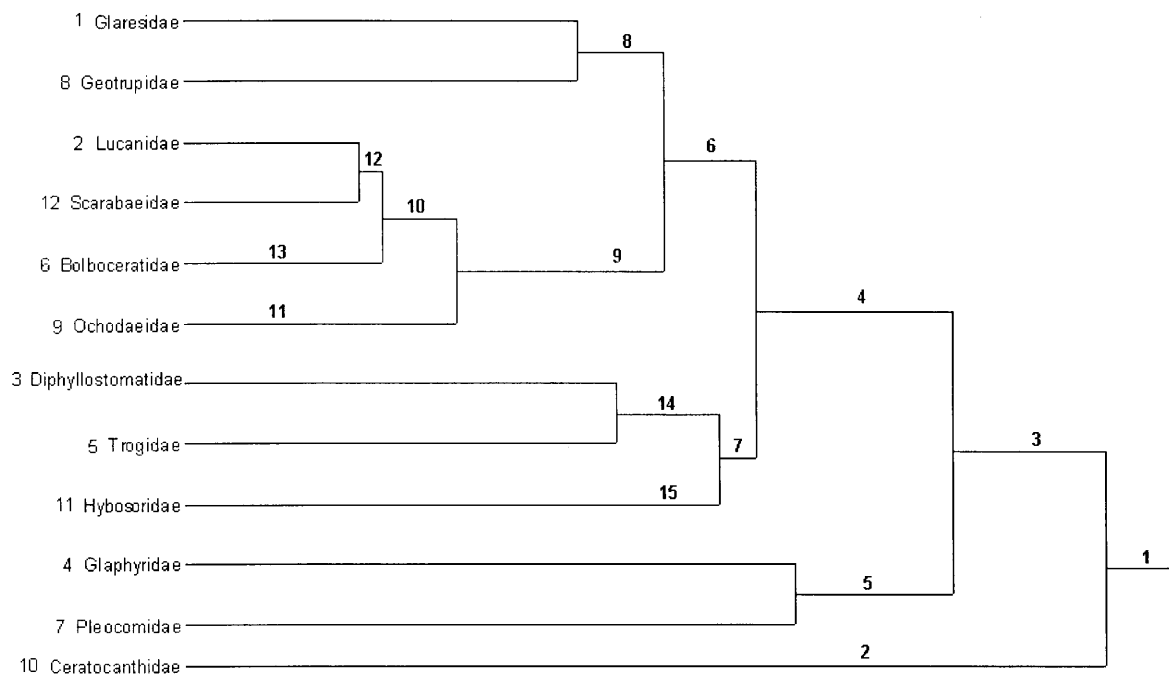 1 Glaresidae
8
8 Geotrupidae
2 Lucanidae
12
6
12 Scarabaeidae
10
6 Bolboceratidae
13
9
9 Ochodaeidae
11
4
3 Diphyllostomatidae
14
5 Trogidae
7
3
11 Hybosoridae
15
4 Glaphyridae
5
1
7 Pleocomidae
10 Ceratocanthidae
2